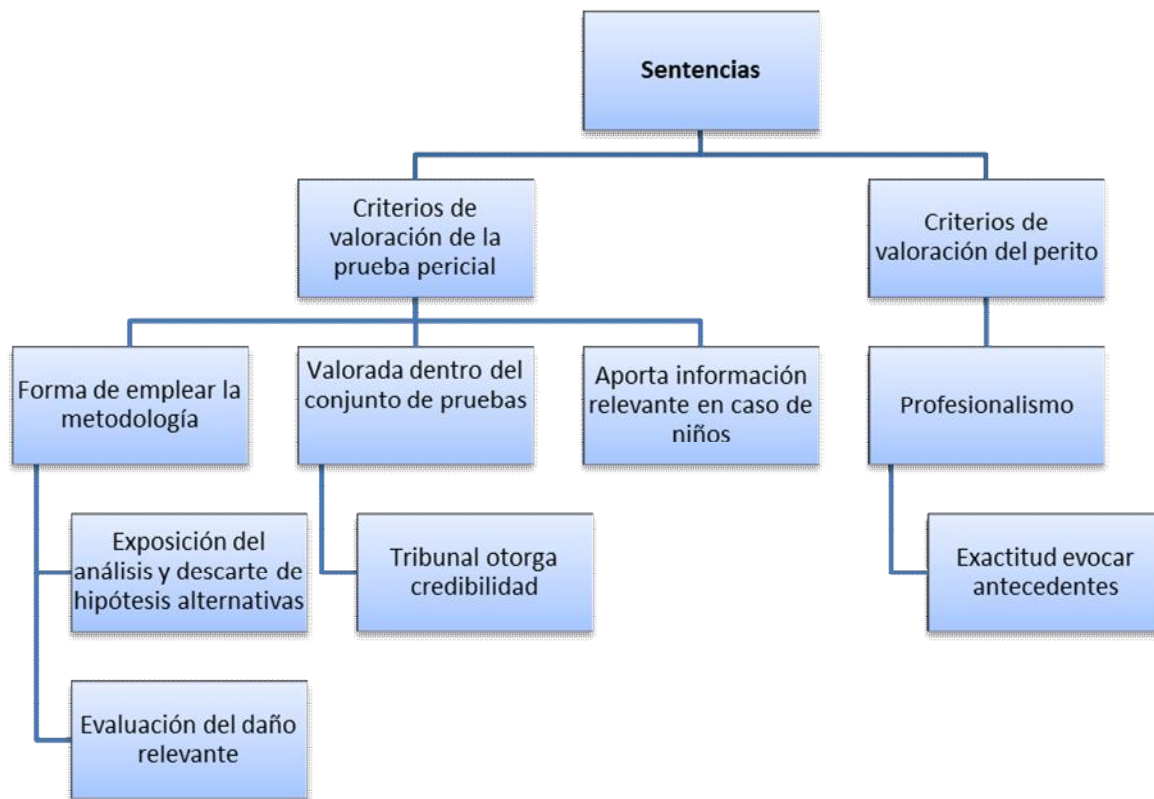 Sentencias
Criterios de
valoración de la
prueba pericial
Criterios de
valoración del perito
Forma de emplear la
metodología
Valorada dentro del
conjunto de pruebas
Aporta información
relevante en caso de
niños
Profesionalismo
Exposición del
análisis y descarte de
hipótesis alternativas
Tribunal otorga
credibilidad
Exactitud evocar
antecedentes
Evaluación del daño
relevante